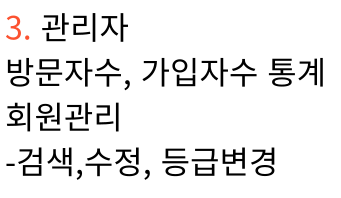 3. 관리자
방문자수, 가입자수 통계
회원관리
-검색,수정, 등급변경